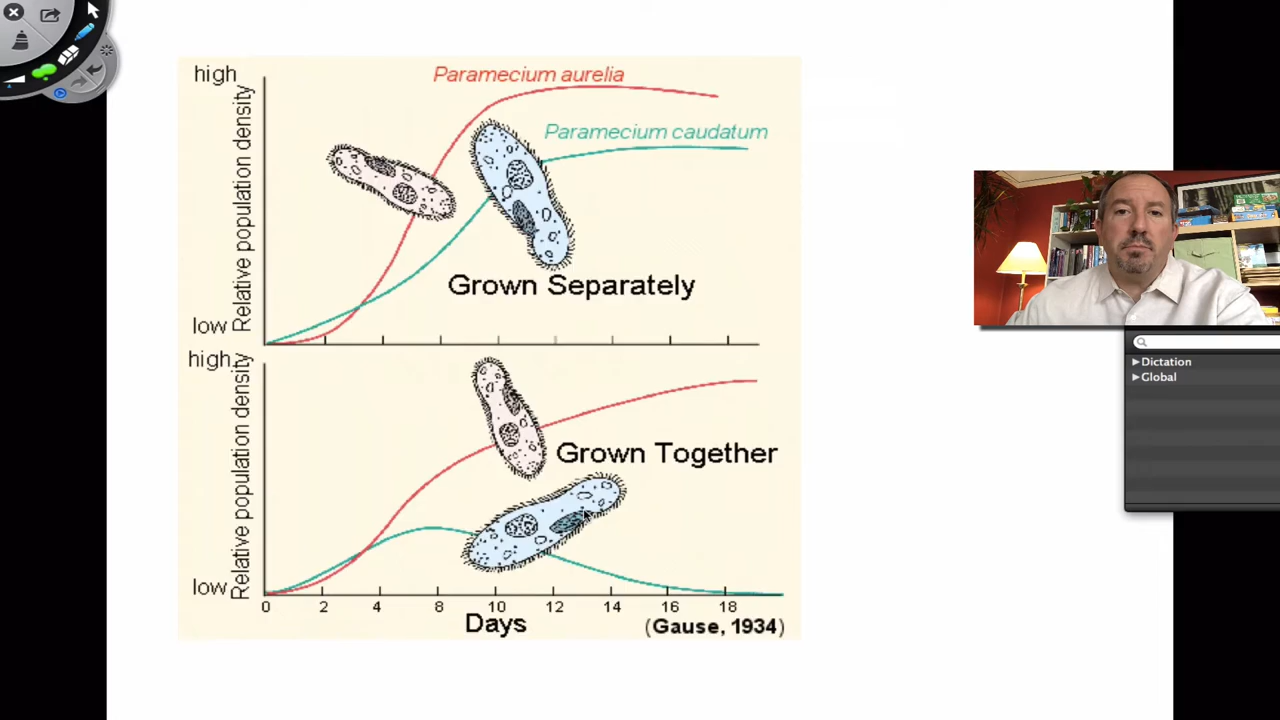 high
Paramecium aurelia
Paramecium caudatum
Relative population density
Grown Separately
low
high
Relative population density
Grown Together
low
0 2 4 8 10 12 14 16 18
Days
(Gause, 1934)
Dictation
Global